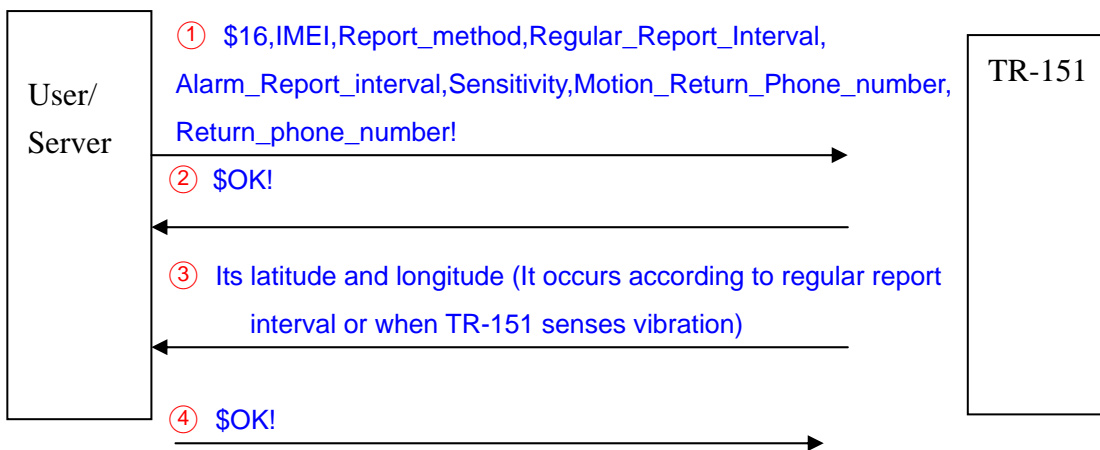 ① $16,IMEI,Report_method,Regular_Report_Interval,
Alarm_Report_interval,Sensitivity,Motion_Return_Phone_number,
Return_phone_number!
User/
Server
TR-151
② $OK!
③ Its latitude and longitude (It occurs according to regular report
interval or when TR-151 senses vibration)
④ $OK!